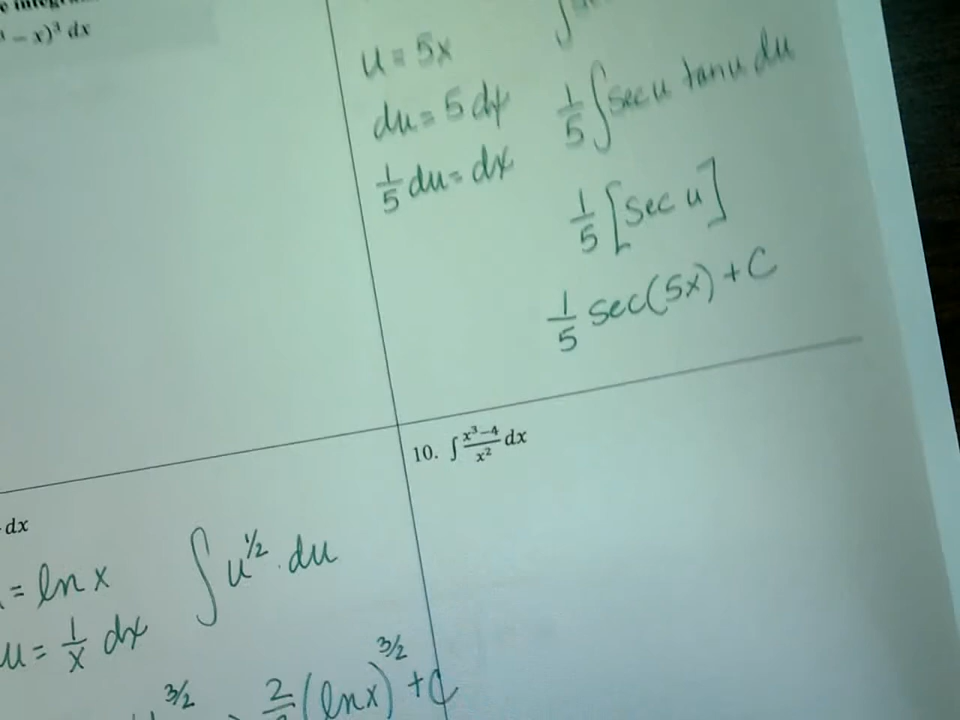 - x)³ dx
u = 5x
du = 5 dx
1/5 du = dx
∫
1/5 ∫ sec u tan u du
1/5 [sec u]
1/5 sec(5x) + C
dx
= ln x
u = 1/x dx
∫ u^1/2 · du
3/2
2/ (ln x)^3/2 + C
10. ∫ x³−4/x² dx